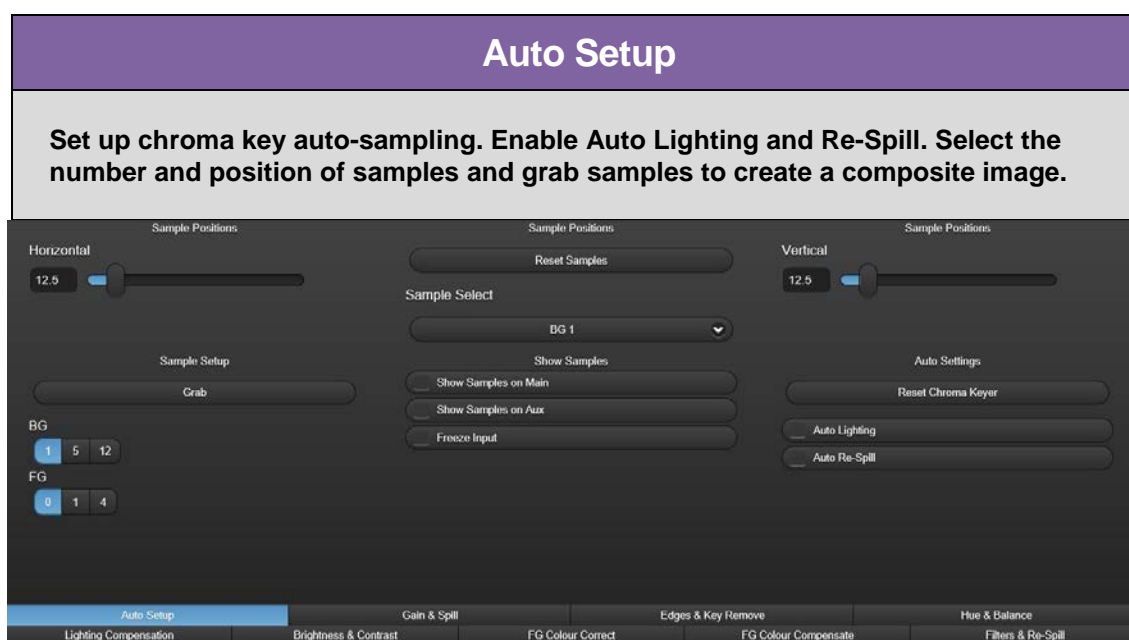 Auto Setup
Set up chroma key auto-sampling. Enable Auto Lighting and Re-Spill. Select the
number and position of samples and grab samples to create a composite image.
Sample Positions
Horizontal
12.5
Sample Positions
Reset Samples
Sample Select
BG 1
Sample Positions
Vertical
12.5
Sample Setup
Grab
BG
1 5 12
FG
0 1 4
Show Samples
Show Samples on Main
Show Samples on Aux
Freeze Input
Auto Settings
Reset Chroma Keyer
Auto Lighting
Auto Re-Spill
Auto Setup Gain & Spill Edges & Key Remove Hue & Balance
Lighting Compensation Brightness & Contrast FG Colour Correct FG Colour Compensate Filters & Re-Spill